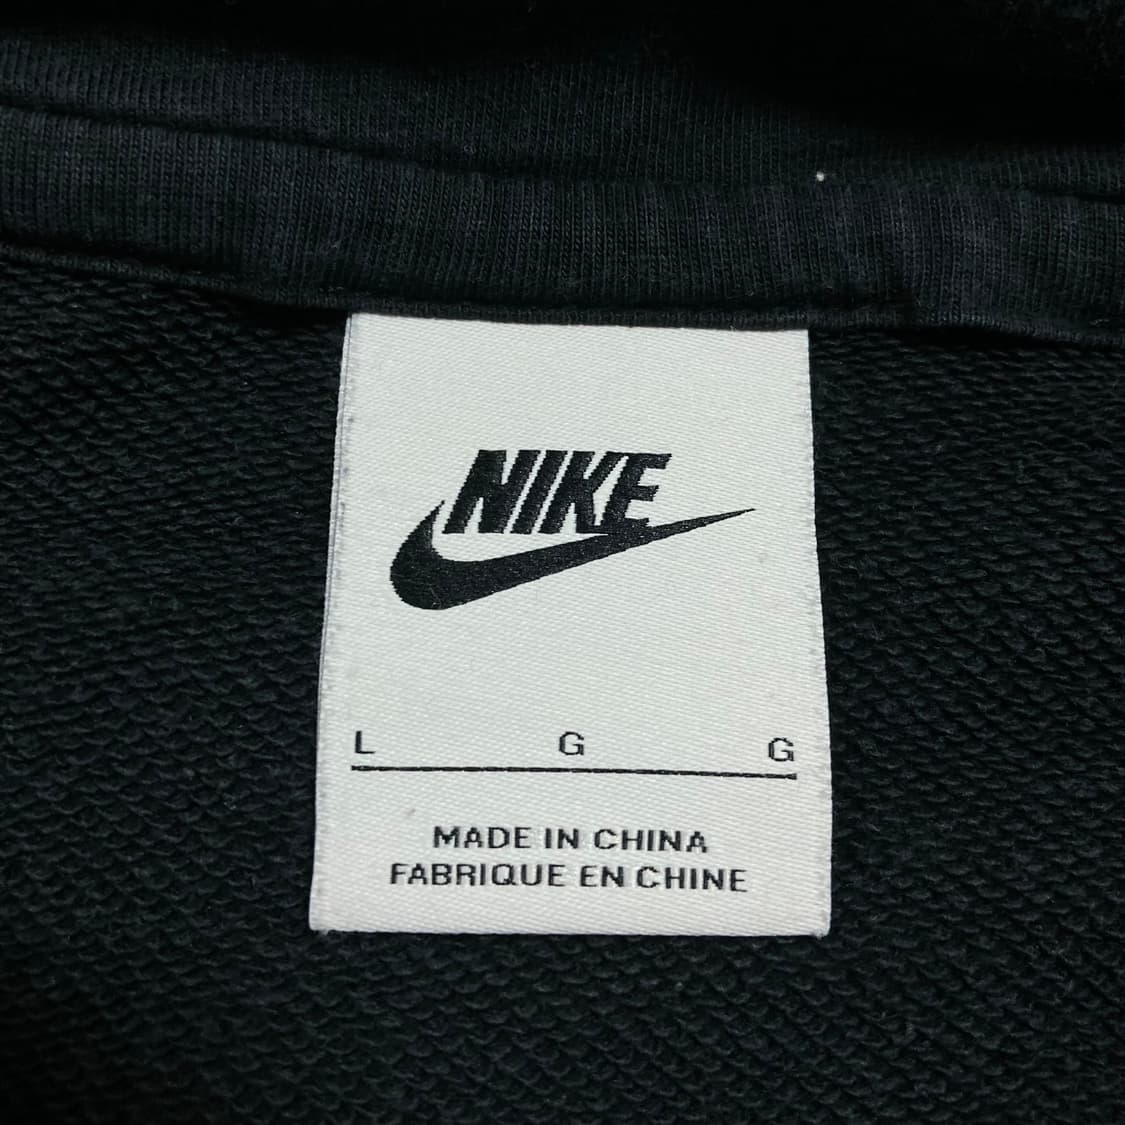 NIKE
L G G
MADE IN CHINA
FABRIQUE EN CHINE